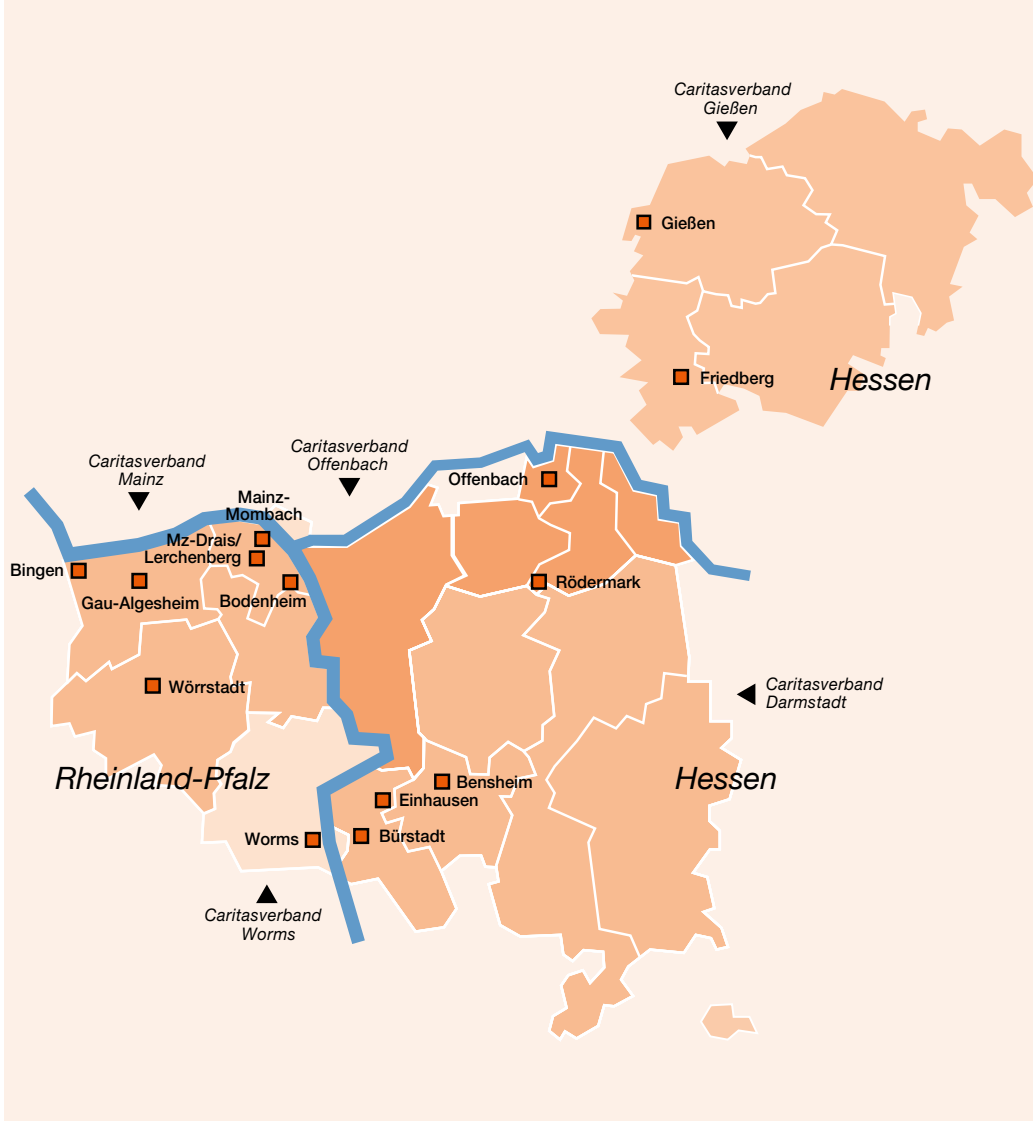 Caritasverband
Gießen
Gießen
Friedberg
Hessen
Caritasverband
Offenbach
Caritasverband
Mainz
Offenbach
Mainz-
Mombach
Mz-Drais/
Lerchenberg
Bingen
Gau-Algesheim
Bodenheim
Rödermark
Wörrstadt
Caritasverband
Darmstadt
Rheinland-Pfalz
Hessen
Bensheim
Einhausen
Worms
Bürstadt
Caritasverband
Worms